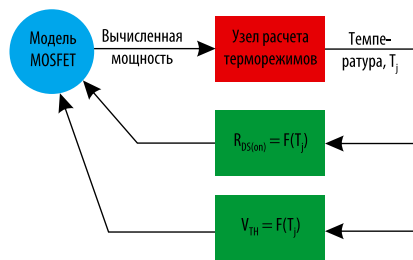 Модель
MOSFET
Вычисленная
мощность
Узел расчета
терморежимов
Темпе-
ратура, Tj
RDS(on) = F(Tj)
VTH = F(Tj)